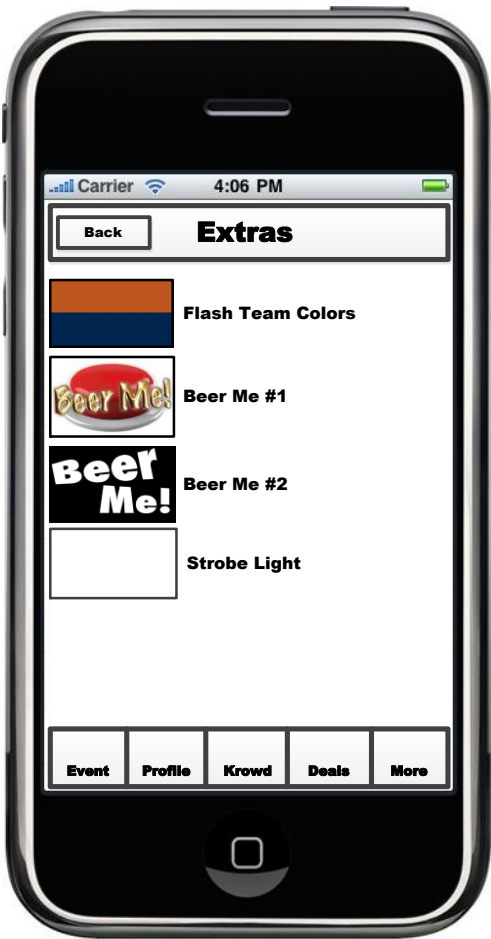 Carrier 4:06 PM
Back Extras
Flash Team Colors
Beer Me!
Beer Me #1
Beer
Me!
Beer Me #2
Strobe Light
Event Profile Krowd Deals More